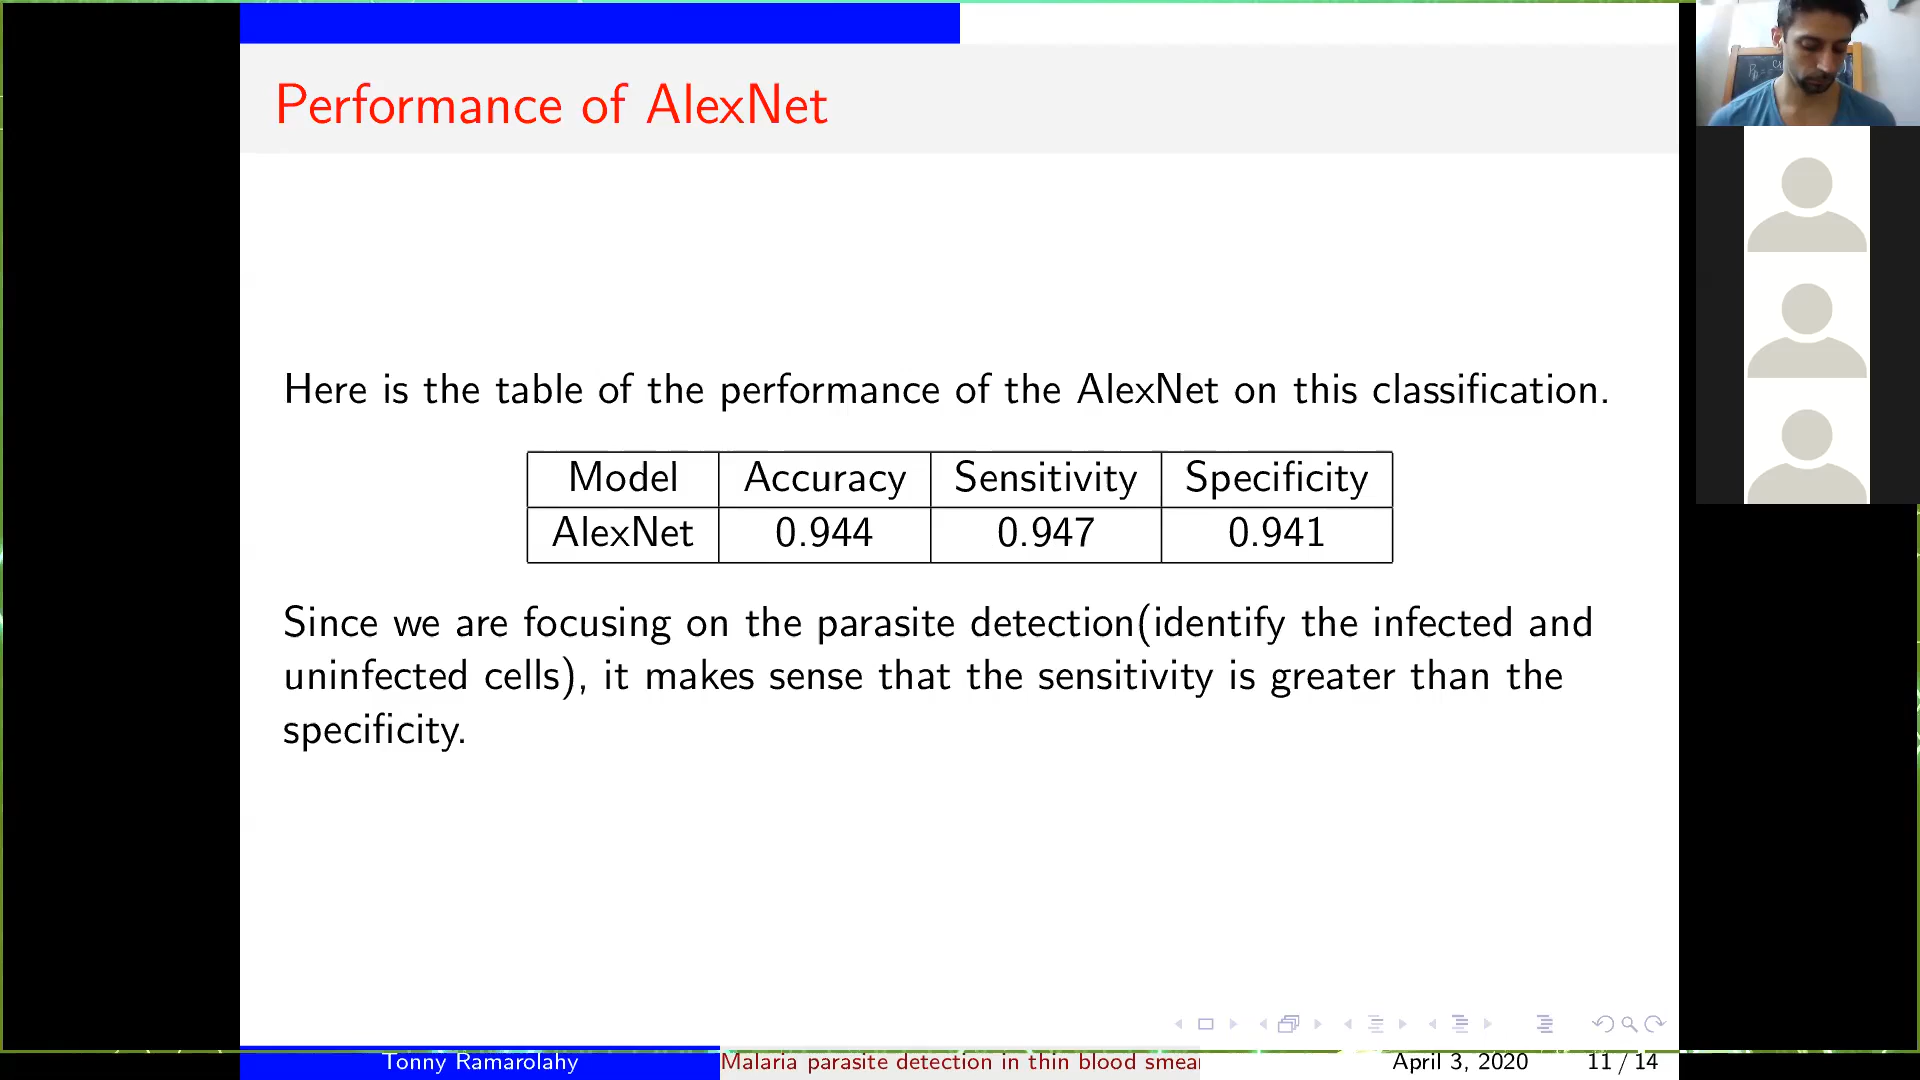 Performance of AlexNet
Here is the table of the performance of the AlexNet on this classification.
Model Accuracy Sensitivity Specificity
AlexNet 0.944 0.947 0.941
Since we are focusing on the parasite detection(identify the infected and
uninfected cells), it makes sense that the sensitivity is greater than the
specificity.
Tonny Ramarolahy Malaria parasite detection in thin blood smear April 3, 2020 11 / 14